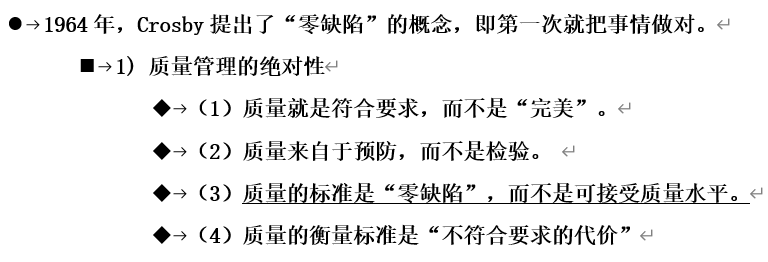 ●→1964 年，Crosby 提出了“零缺陷”的概念，即第一次就把事情做对。↵
■→1）质量管理的绝对性↵
◆→（1）质量就是符合要求，而不是“完美”。↵
◆→（2）质量来自于预防，而不是检验。 ↵
◆→（3）质量的标准是“零缺陷”，而不是可接受质量水平。↵
◆→（4）质量的衡量标准是“不符合要求的代价”↵